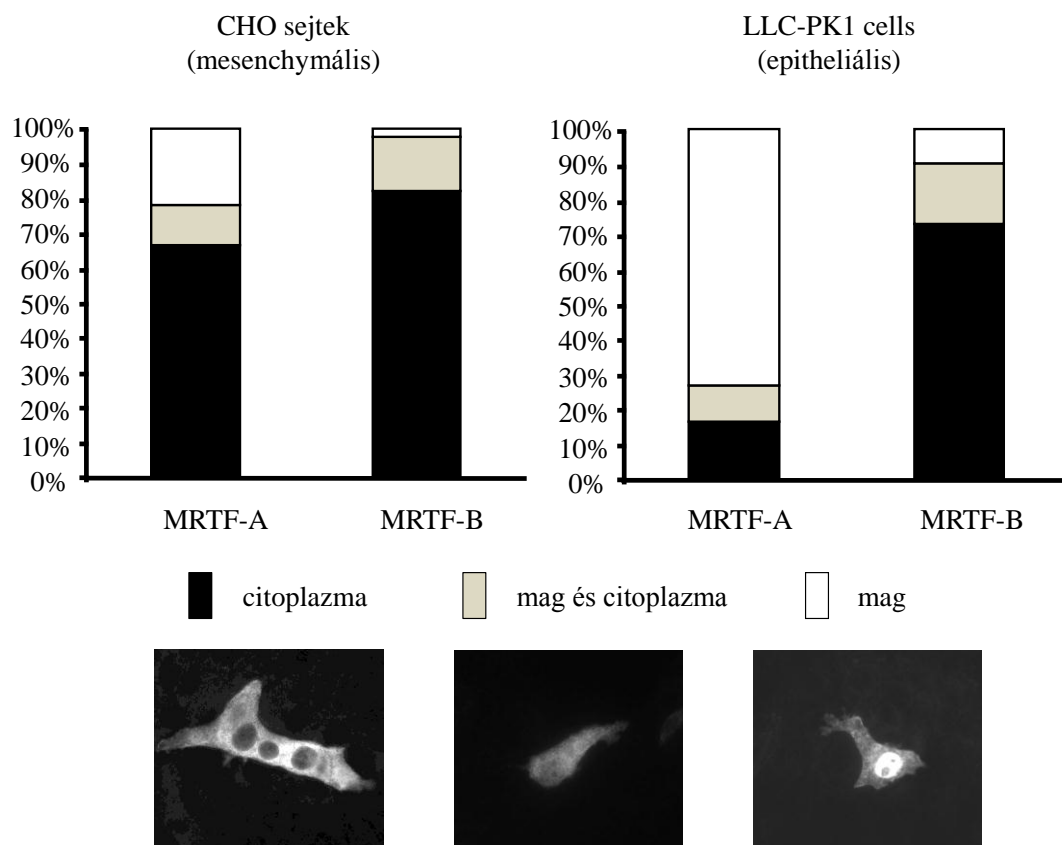 CHO sejtek
(mesenchymális)
LLC-PK1 cells
(epitheliális)
100%
90%
80%
70%
60%
50%
40%
30%
20%
10%
0%
MRTF-A
MRTF-B
100%
90%
80%
70%
60%
50%
40%
30%
20%
10%
0%
MRTF-A
MRTF-B
citoplazma
mag és citoplazma
mag